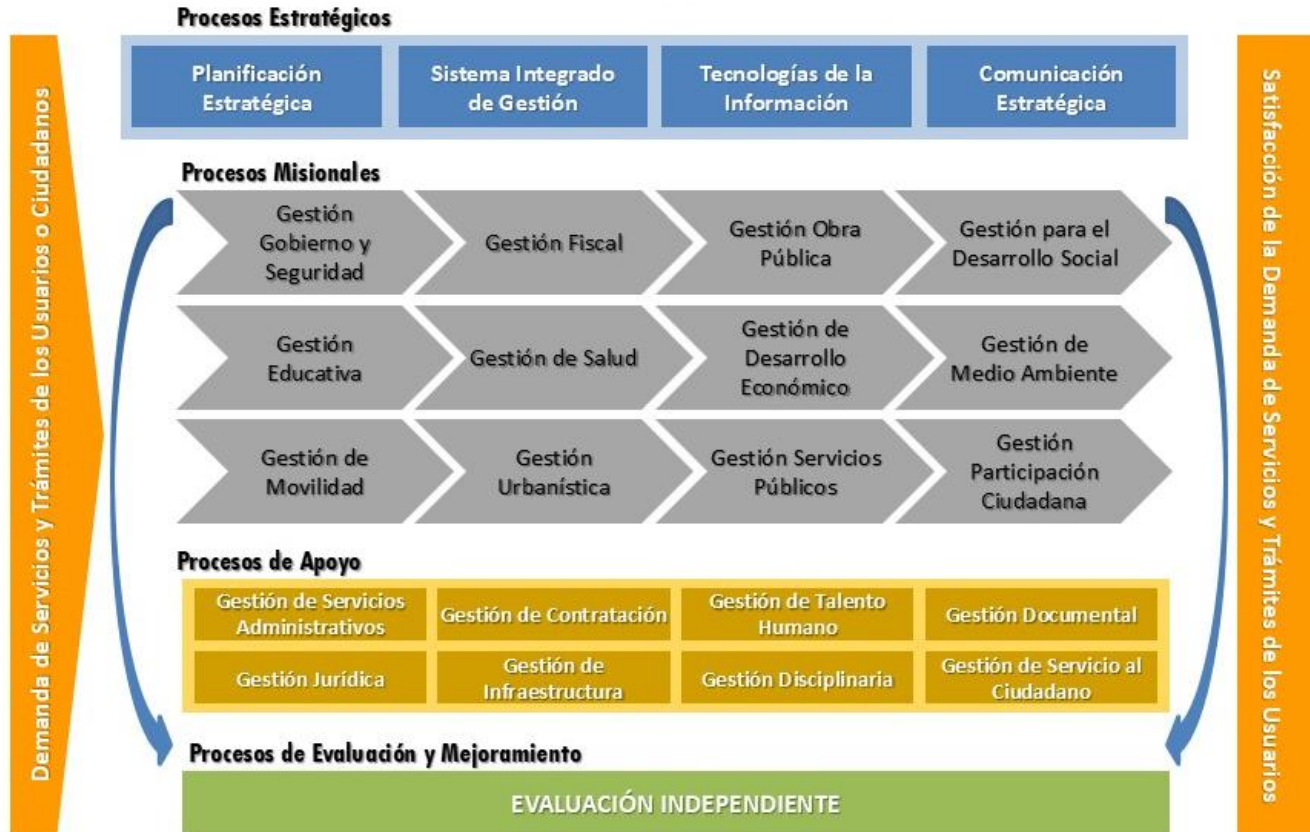 Procesos Estratégicos
Demanda de Servicios y Trámites de los Usuarios o Ciudadanos
Planificación
Estratégica
Sistema Integrado
de Gestión
Tecnologías de la
Información
Comunicación
Estratégica
Procesos Misionales
Gestión
Gobierno y
Seguridad
Gestión Fiscal
Gestión Obra
Pública
Gestión para el
Desarrollo Social
Gestión
Educativa
Gestión de Salud
Gestión de
Desarrollo
Económico
Gestión de
Medio Ambiente
Gestión de
Movilidad
Gestión
Urbanística
Gestión Servicios
Públicos
Gestión
Participación
Ciudadana
Procesos de Apoyo
Gestión de Servicios
Administrativos
Gestión de Contratación
Gestión de Talento
Humano
Gestión Documental
Gestión Jurídica
Gestión de
Infraestructura
Gestión Disciplinaria
Gestión de Servicio al
Ciudadano
Procesos de Evaluación y Mejoramiento
EVALUACIÓN INDEPENDIENTE
Satisfacción de la Demanda de Servicios y Trámites de los Usuarios